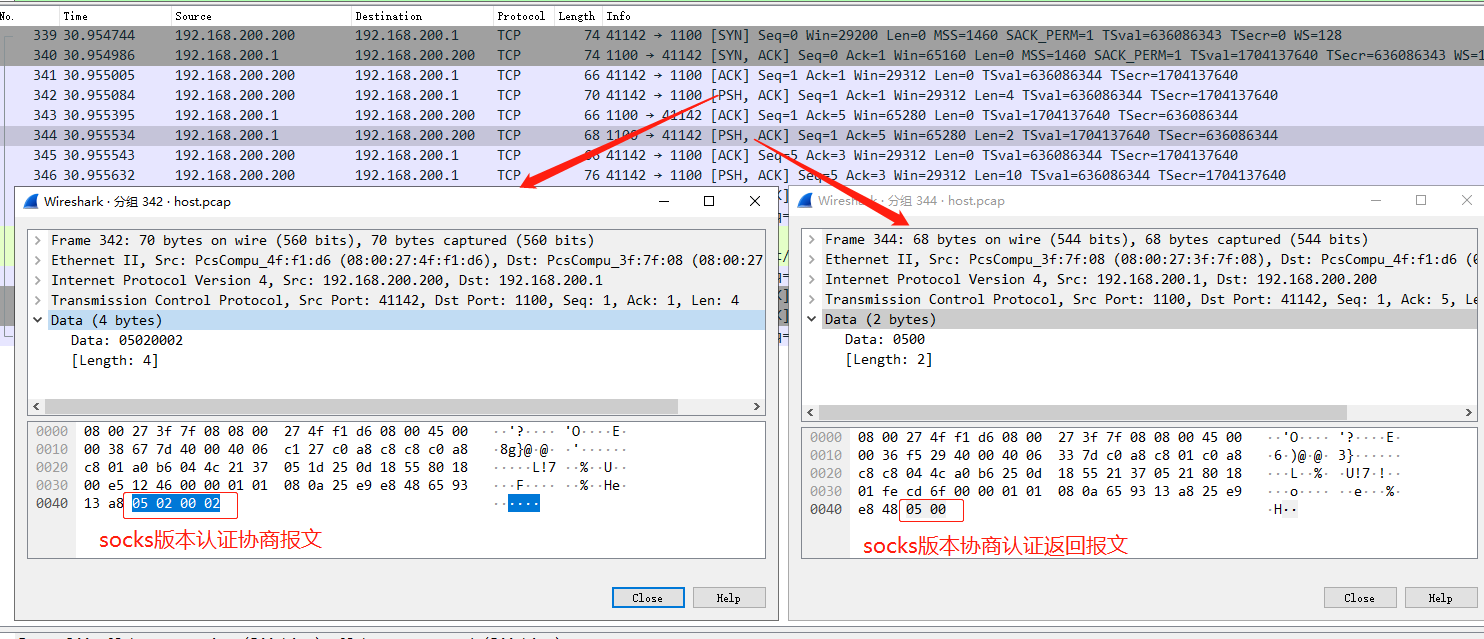 No. Time Source Destination Protocol Length Info
339 30.954744 192.168.200.200 192.168.200.1 TCP 74 41142 → 1100 [SYN] Seq=0 Win=29200 Len=0 MSS=1460 SACK_PERM=1 TSval=636086343 TSecr=0 WS=128
340 30.954986 192.168.200.1 192.168.200.200 TCP 74 1100 → 41142 [SYN, ACK] Seq=0 Ack=1 Win=65160 Len=0 MSS=1460 SACK_PERM=1 TSval=1704137640 TSecr=636086343 WS=1
341 30.955005 192.168.200.200 192.168.200.1 TCP 66 41142 → 1100 [ACK] Seq=1 Ack=1 Win=29312 Len=0 TSval=636086344 TSecr=1704137640
342 30.955084 192.168.200.200 192.168.200.1 TCP 70 41142 → 1100 [PSH, ACK] Seq=1 Ack=1 Win=29312 Len=4 TSval=636086344 TSecr=1704137640
343 30.955395 192.168.200.1 192.168.200.200 TCP 66 1100 → 41142 [ACK] Seq=1 Ack=5 Win=65280 Len=0 TSval=1704137640 TSecr=636086344
344 30.955534 192.168.200.1 192.168.200.200 TCP 68 1100 → 41142 [PSH, ACK] Seq=1 Ack=5 Win=65280 Len=2 TSval=1704137640 TSecr=636086344
345 30.955543 192.168.200.200 192.168.200.1 TCP 66 41142 → 1100 [ACK] Seq=5 Ack=3 Win=29312 Len=0 TSval=636086344 TSecr=1704137640
346 30.955632 192.168.200.200 192.168.200.1 TCP 76 41142 → 1100 [PSH, ACK] Seq=5 Ack=3 Win=29312 Len=10 TSval=636086344 TSecr=1704137640
Wireshark · 分组 342 · host.pcap
Frame 342: 70 bytes on wire (560 bits), 70 bytes captured (560 bits)
Ethernet II, Src: PcsCompu_4f:f1:d6 (08:00:27:4f:f1:d6), Dst: PcsCompu_3f:7f:08 (08:00:27
Internet Protocol Version 4, Src: 192.168.200.200, Dst: 192.168.200.1
Transmission Control Protocol, Src Port: 41142, Dst Port: 1100, Seq: 1, Ack: 1, Len: 4
Data (4 bytes)
Data: 05020002
[Length: 4]
0000 08 00 27 3f 7f 08 08 00 27 4f f1 d6 08 00 45 00 ··'?···· 'O····E·
0010 00 38 67 7d 40 00 40 06 c1 27 c0 a8 c8 c8 c0 a8 ·8g}@·@· ·'······
0020 c8 01 a0 b6 04 4c 21 37 05 1d 25 0d 18 55 80 18 ·····L!7 ··%··U··
0030 00 e5 12 46 00 00 01 01 08 0a 25 e9 e8 48 65 93 ···F···· ··%··He·
0040 13 a8 05 02 00 02 ······
socks版本认证协商报文
Close Help
Wireshark · 分组 344 · host.pcap
Frame 344: 68 bytes on wire (544 bits), 68 bytes captured (544 bits)
Ethernet II, Src: PcsCompu_3f:7f:08 (08:00:27:3f:7f:08), Dst: PcsCompu_4f:f1:d6 (0
Internet Protocol Version 4, Src: 192.168.200.1, Dst: 192.168.200.200
Transmission Control Protocol, Src Port: 1100, Dst Port: 41142, Seq: 1, Ack: 5, Le
Data (2 bytes)
Data: 0500
[Length: 2]
0000 08 00 27 4f f1 d6 08 00 27 3f 7f 08 08 00 45 00 ··'O···· '?····E·
0010 00 36 f5 29 40 00 40 06 33 7d c0 a8 c8 01 c0 a8 ·6·)@·@· 3}······
0020 c8 c8 04 4c a0 b6 25 0d 18 55 21 37 05 21 80 18 ···L··%· ·U!7·!··
0030 01 fe cd 6f 00 00 01 01 08 0a 65 93 13 a8 25 e9 ···o···· ··e···%·
0040 e8 48 05 00 ·H··
socks版本协商认证返回报文
Close Help